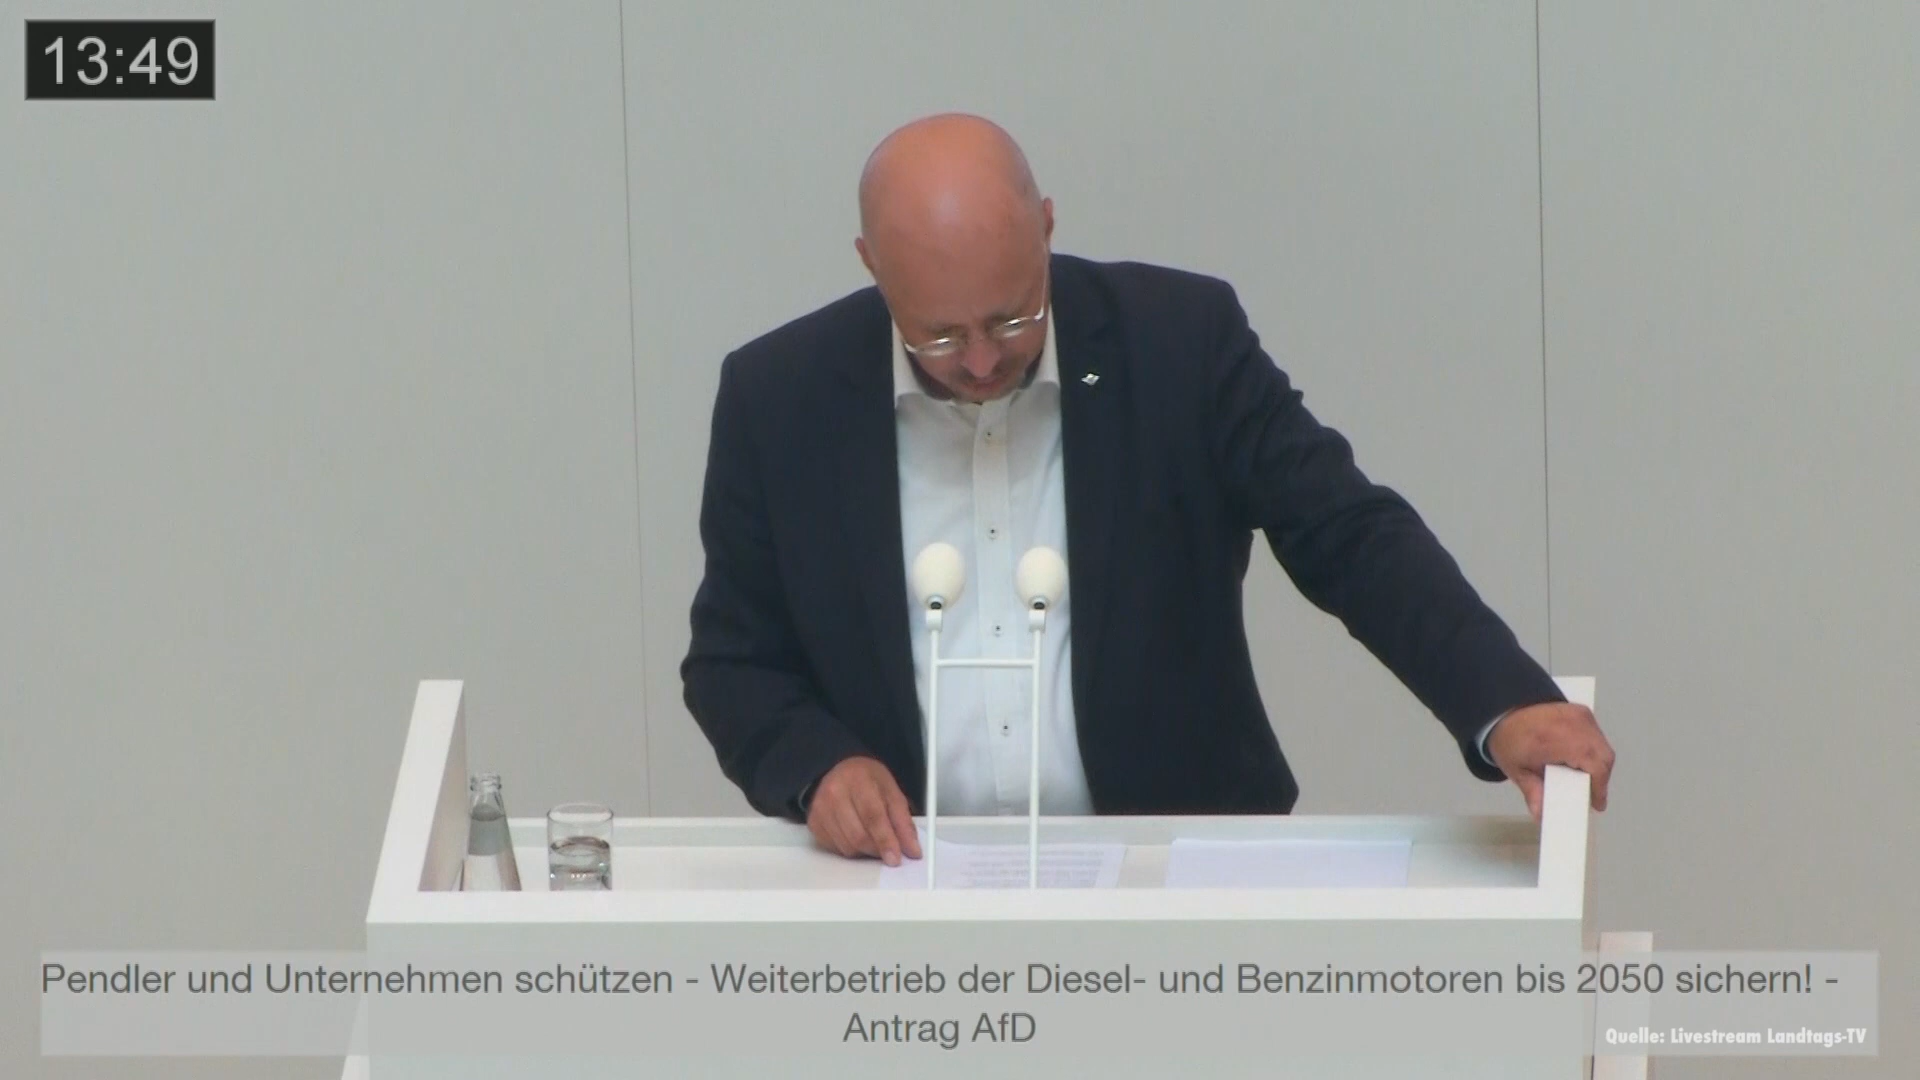 13:49
Pendler und Unternehmen schützen - Weiterbetrieb der Diesel- und Benzinmotoren bis 2050 sichern! -
Antrag AfD
Quelle: Livestream Landtags-TV